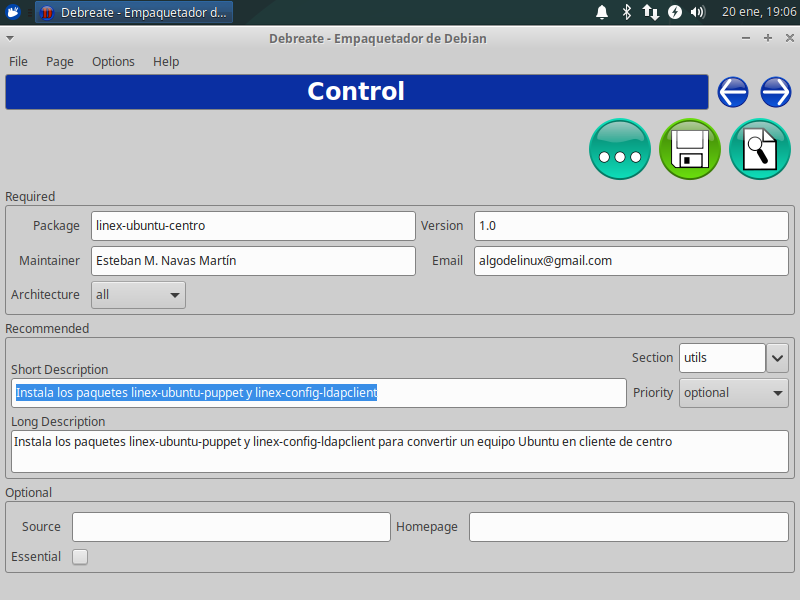 Debreate - Empaquetador d...
20 ene, 19:06
Debreate - Empaquetador de Debian
File Page Options Help
Control
Required
Package linex-ubuntu-centro Version 1.0
Maintainer Esteban M. Navas Martín Email algodelinux@gmail.com
Architecture all
Recommended
Section utils
Short Description
Instala los paquetes linex-ubuntu-puppet y linex-config-ldapclient Priority optional
Long Description
Instala los paquetes linex-ubuntu-puppet y linex-config-ldapclient para convertir un equipo Ubuntu en cliente de centro
Optional
Source Homepage
Essential